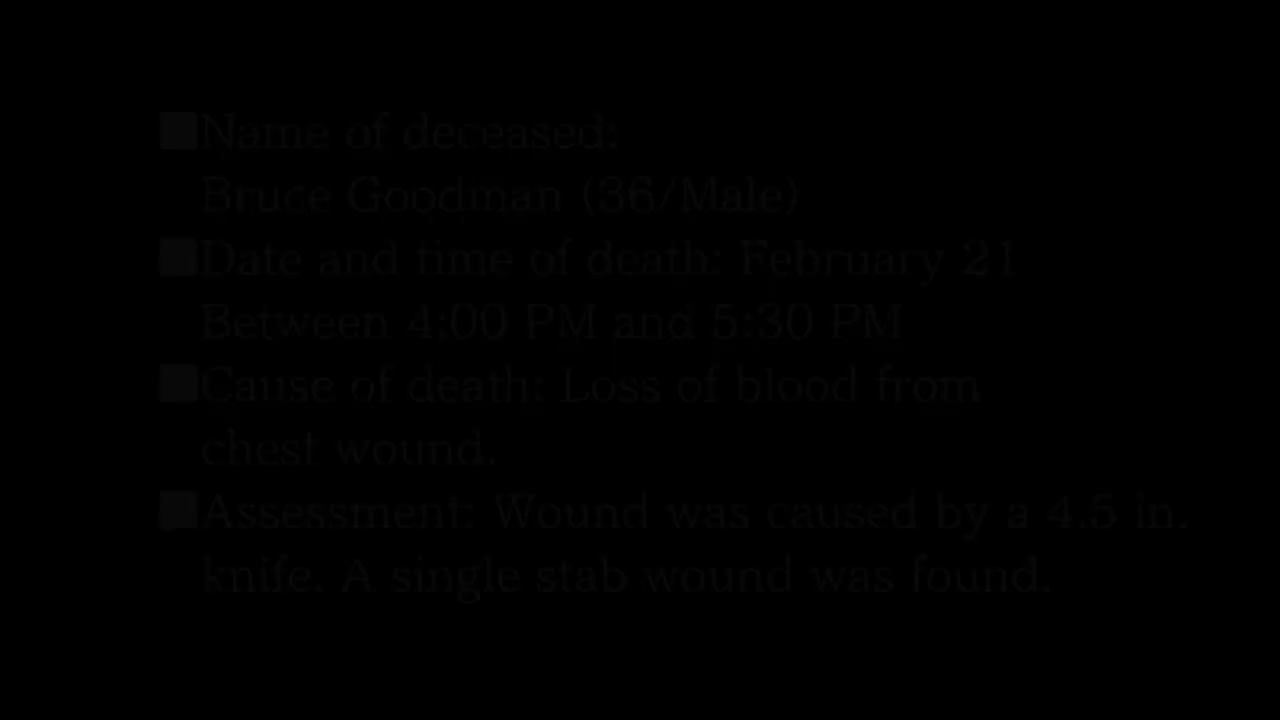 ■Name of deceased:
Bruce Goodman (36/Male)
■Date and time of death: February 21
Between 4:00 PM and 5:30 PM
■Cause of death: Loss of blood from
chest wound.
■Assessment: Wound was caused by a 4.5 in.
knife. A single stab wound was found.